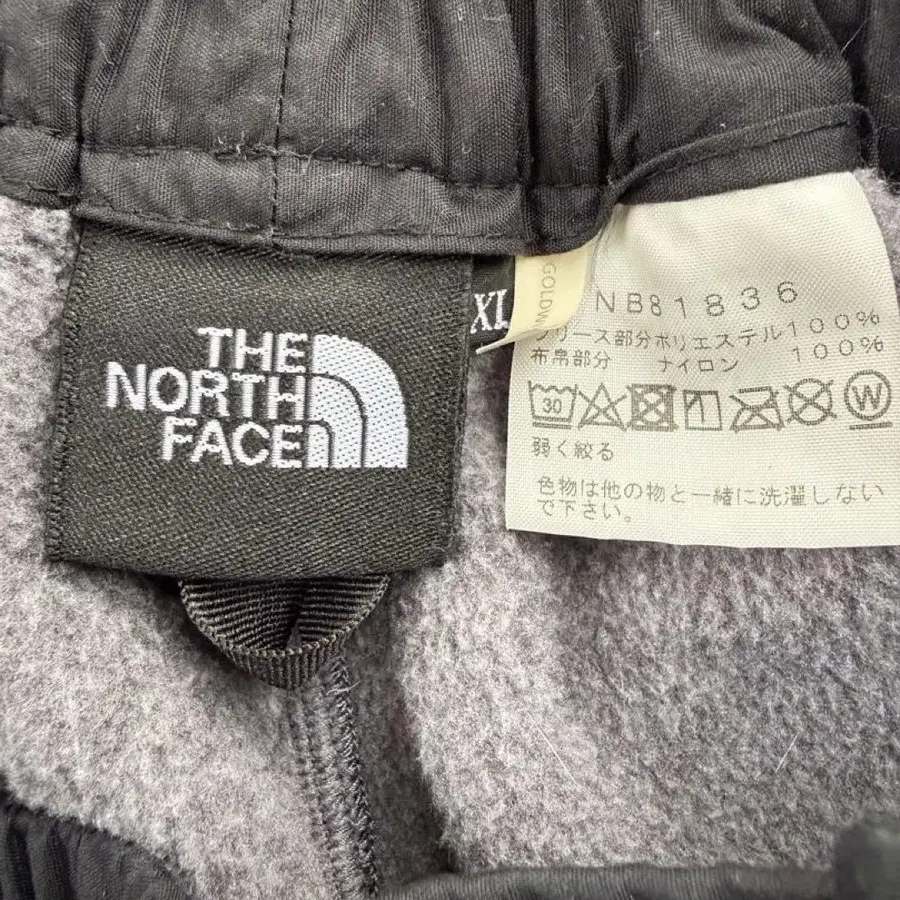 THE
NORTH
FACE
XL
GOLDW
NB81836
フリース部分ポリエステル100%
布帛部分 ナイロン 100%
30
W
弱く絞る
色物は他の物と一緒に洗濯しない
で下さい。